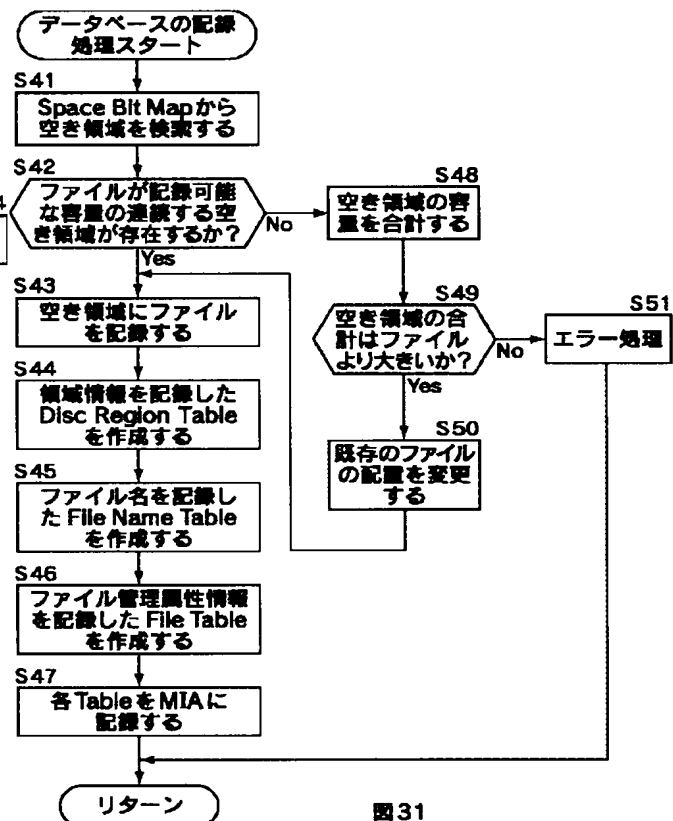 データベースの記録
処理スタート
S41
Space Bit Mapから
空き領域を検索する
S42
ファイルが記録可能
な容量の連続する空
き領域が存在するか?
No
Yes
S43
空き領域にファイル
を記録する
S44
領域情報を記録した
Disc Region Table
を作成する
S45
ファイル名を記録し
た File Name Table
を作成する
S46
ファイル管理属性情報
を記録した File Table
を作成する
S47
各TableをMIAに
記録する
リターン
S48
空き領域の容
量を合計する
S49
空き領域の合
計はファイル
より大きいか?
No
Yes
S50
既存のファイル
の配置を変更
する
S51
エラー処理
図31